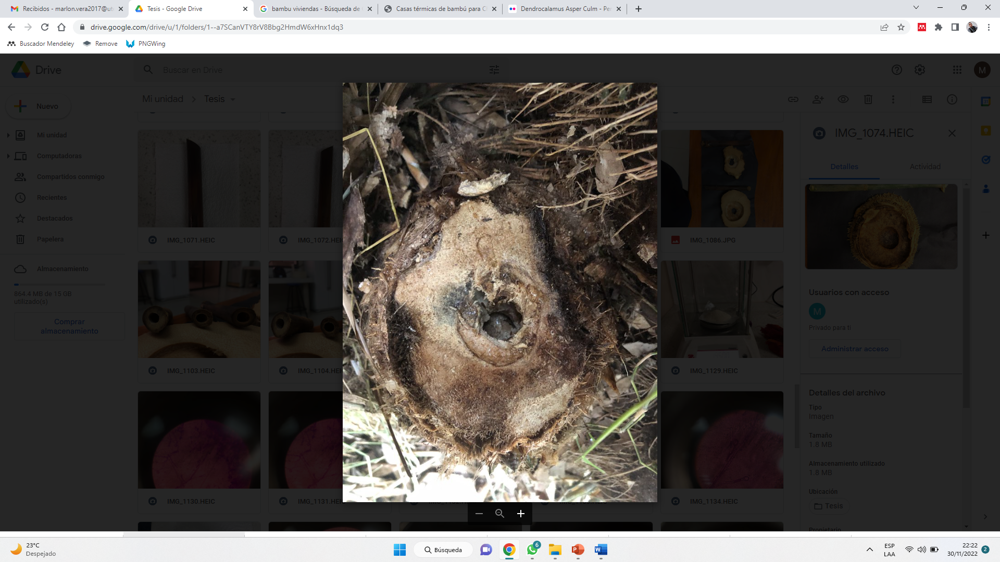 Recibidos - marlon.vera2017@ut
Tesis - Google Drive
bambu viviendas - Búsqueda de
Casas térmicas de bambú para C
Dendrocalamus Asper Culm - Pe
drive.google.com/drive/u/1/folders/1--a7SCanVTY8rV8Bbg2HmdW6xHnx1dq3
Buscador Mendeley
Remove
PNGWing
Drive
Buscar en Drive
M
Nuevo
Mi unidad
Computadoras
Compartidos conmigo
Recientes
Destacados
Papelera
Almacenamiento
864.4 MB de 15 GB
utilizado(s)
Comprar
almacenamiento
Mi unidad
Tesis
IMG_1071.HEIC
IMG_1072.HEI
IMG_1086.JPG
IMG_1103.HEIC
IMG_1104.HEI
IMG_1129.HEIC
IMG_1130.HEIC
IMG_1131.HEIC
IMG_1134.HEIC
IMG_1074.HEIC
Detalles
Actividad
Usuarios con acceso
M
Privado para ti
Administrar acceso
Detalles del archivo
Tipo
Imagen
Tamaño
1.8 MB
Almacenamiento utilizado
1.8 MB
Ubicación
Tesis
Propietario
23°C
Despejado
Búsqueda
6
ESP
LAA
22:22
30/11/2022
2